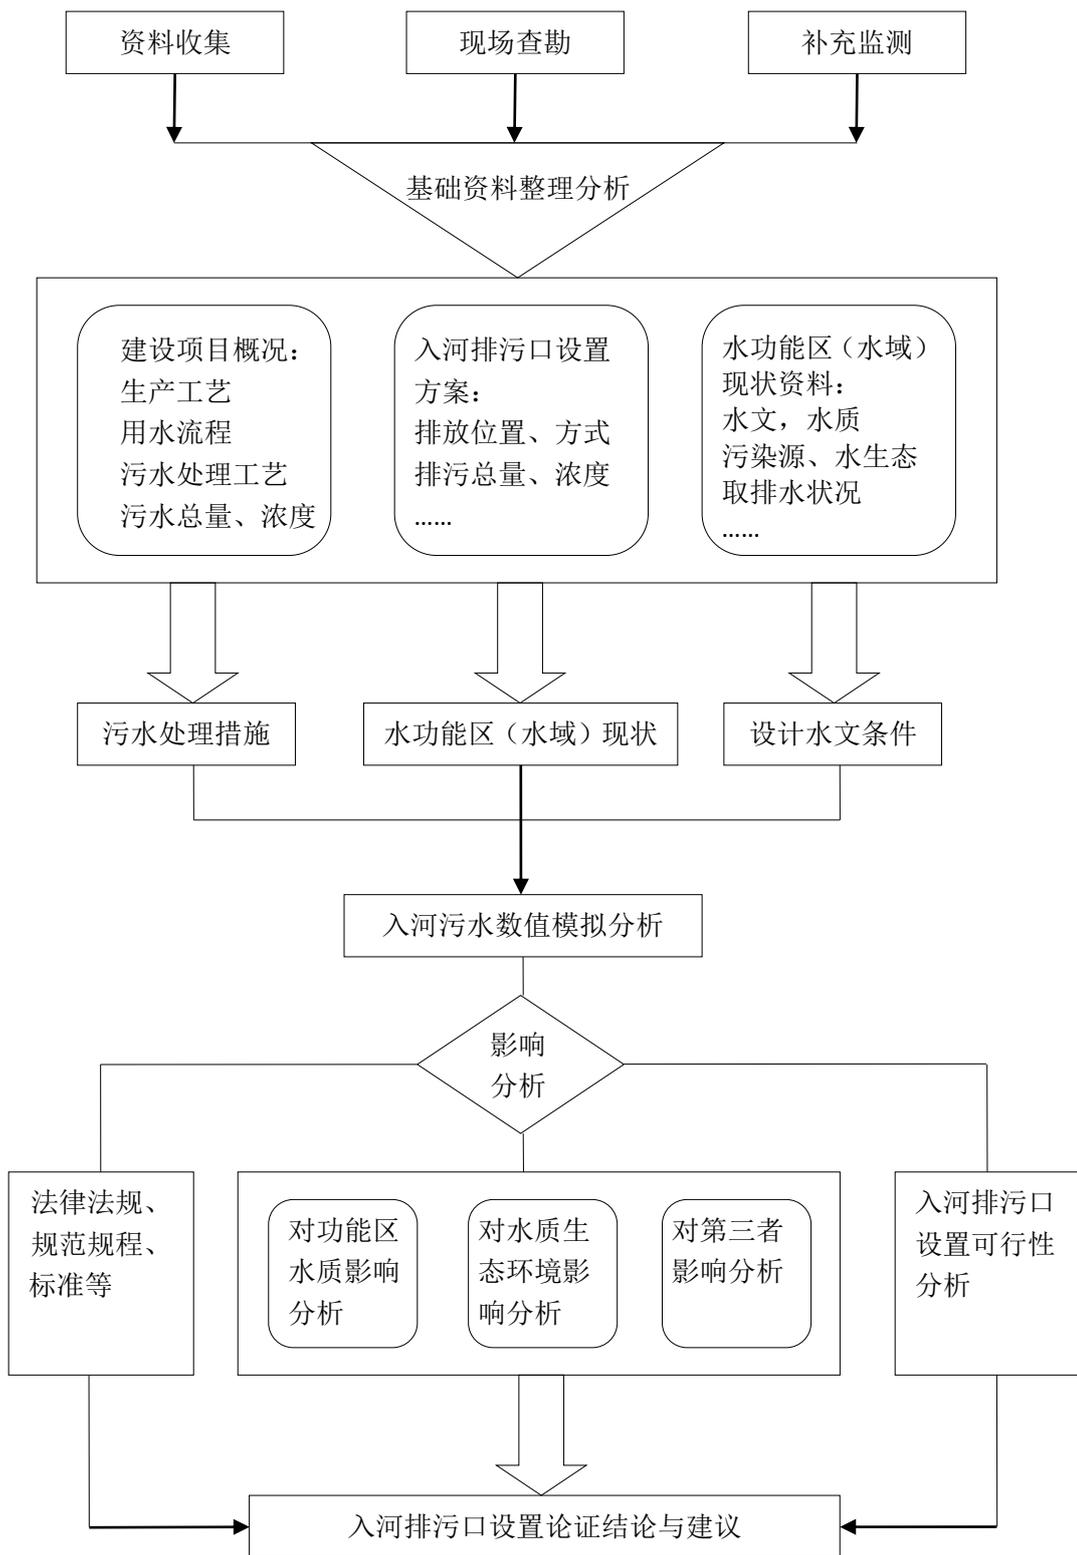 资料收集
现场查勘
补充监测
基础资料整理分析
建设项目概况：
生产工艺
用水流程
污水处理工艺
污水总量、浓度
入河排污口设置
方案：
排放位置、方式
排污总量、浓度
……
水功能区（水域）
现状资料：
水文，水质
污染源、水生态
取排水状况
……
污水处理措施
水功能区（水域）现状
设计水文条件
入河污水数值模拟分析
影响
分析
法律法规、
规范规程、
标准等
对功能区
水质影响
分析
对水质生
态环境影
响分析
对第三者
影响分析
入河排污口
设置可行性
分析
入河排污口设置论证结论与建议